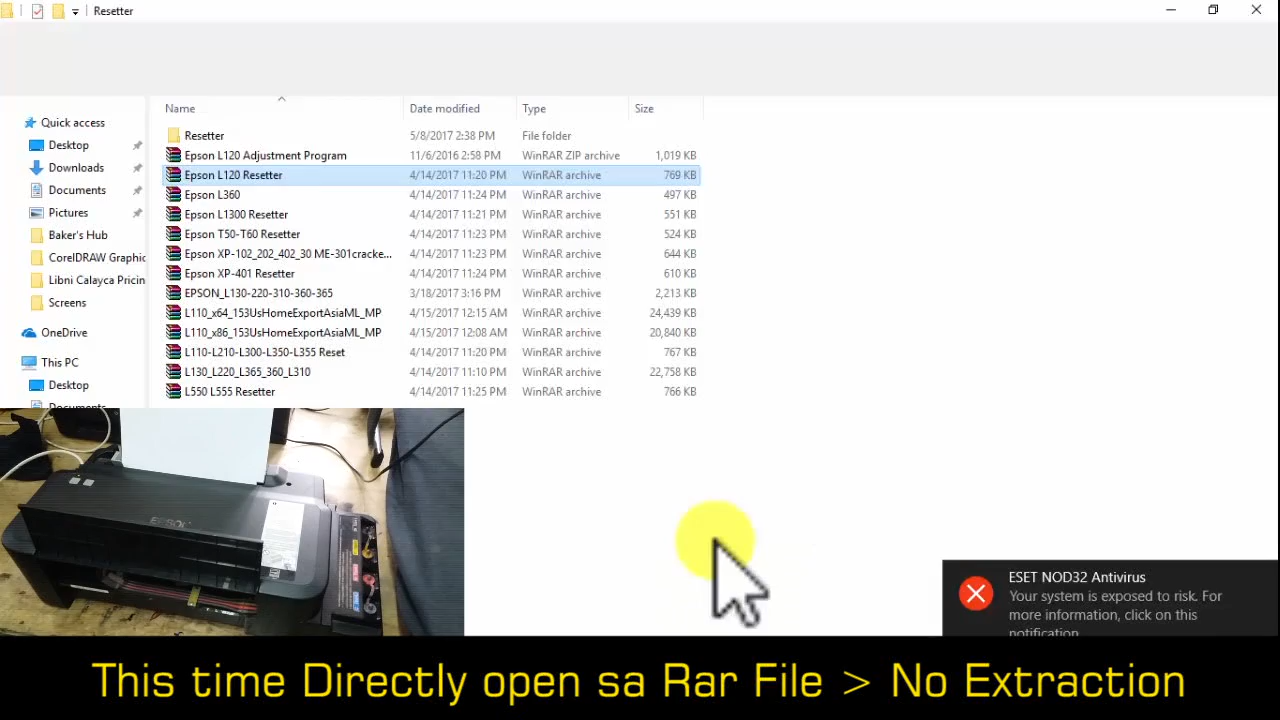 Resetter
Name Date modified Type Size
Quick access
Desktop
Downloads
Documents
Pictures
Baker's Hub
CorelDRAW Graphic
Libni Calayca Pricin
Screens
OneDrive
This PC
Desktop
Documents
Resetter 5/8/2017 2:38 PM File folder
Epson L120 Adjustment Program 11/6/2016 2:58 PM WinRAR ZIP archive 1,019 KB
Epson L120 Resetter 4/14/2017 11:20 PM WinRAR archive 769 KB
Epson L360 4/14/2017 11:24 PM WinRAR archive 497 KB
Epson L1300 Resetter 4/14/2017 11:21 PM WinRAR archive 551 KB
Epson T50-T60 Resetter 4/14/2017 11:23 PM WinRAR archive 524 KB
Epson XP-102_202_402_30 ME-301cracke... 4/14/2017 11:23 PM WinRAR archive 644 KB
Epson XP-401 Resetter 4/14/2017 11:24 PM WinRAR archive 610 KB
EPSON_L130-220-310-360-365 3/18/2017 3:16 PM WinRAR archive 2,213 KB
L110_x64_153UsHomeExportAsiaML_MP 4/15/2017 12:15 AM WinRAR archive 24,439 KB
L110_x86_153UsHomeExportAsiaML_MP 4/15/2017 12:08 AM WinRAR archive 20,840 KB
L110-L210-L300-L350-L355 Reset 4/14/2017 11:20 PM WinRAR archive 767 KB
L130_L220_L365_360_L310 4/14/2017 11:10 PM WinRAR archive 22,758 KB
L550 L555 Resetter 4/14/2017 11:25 PM WinRAR archive 766 KB
EPSON
ESET NOD32 Antivirus
Your system is exposed to risk. For
more information, click on this
notification.
This time Directly open sa Rar File > No Extraction